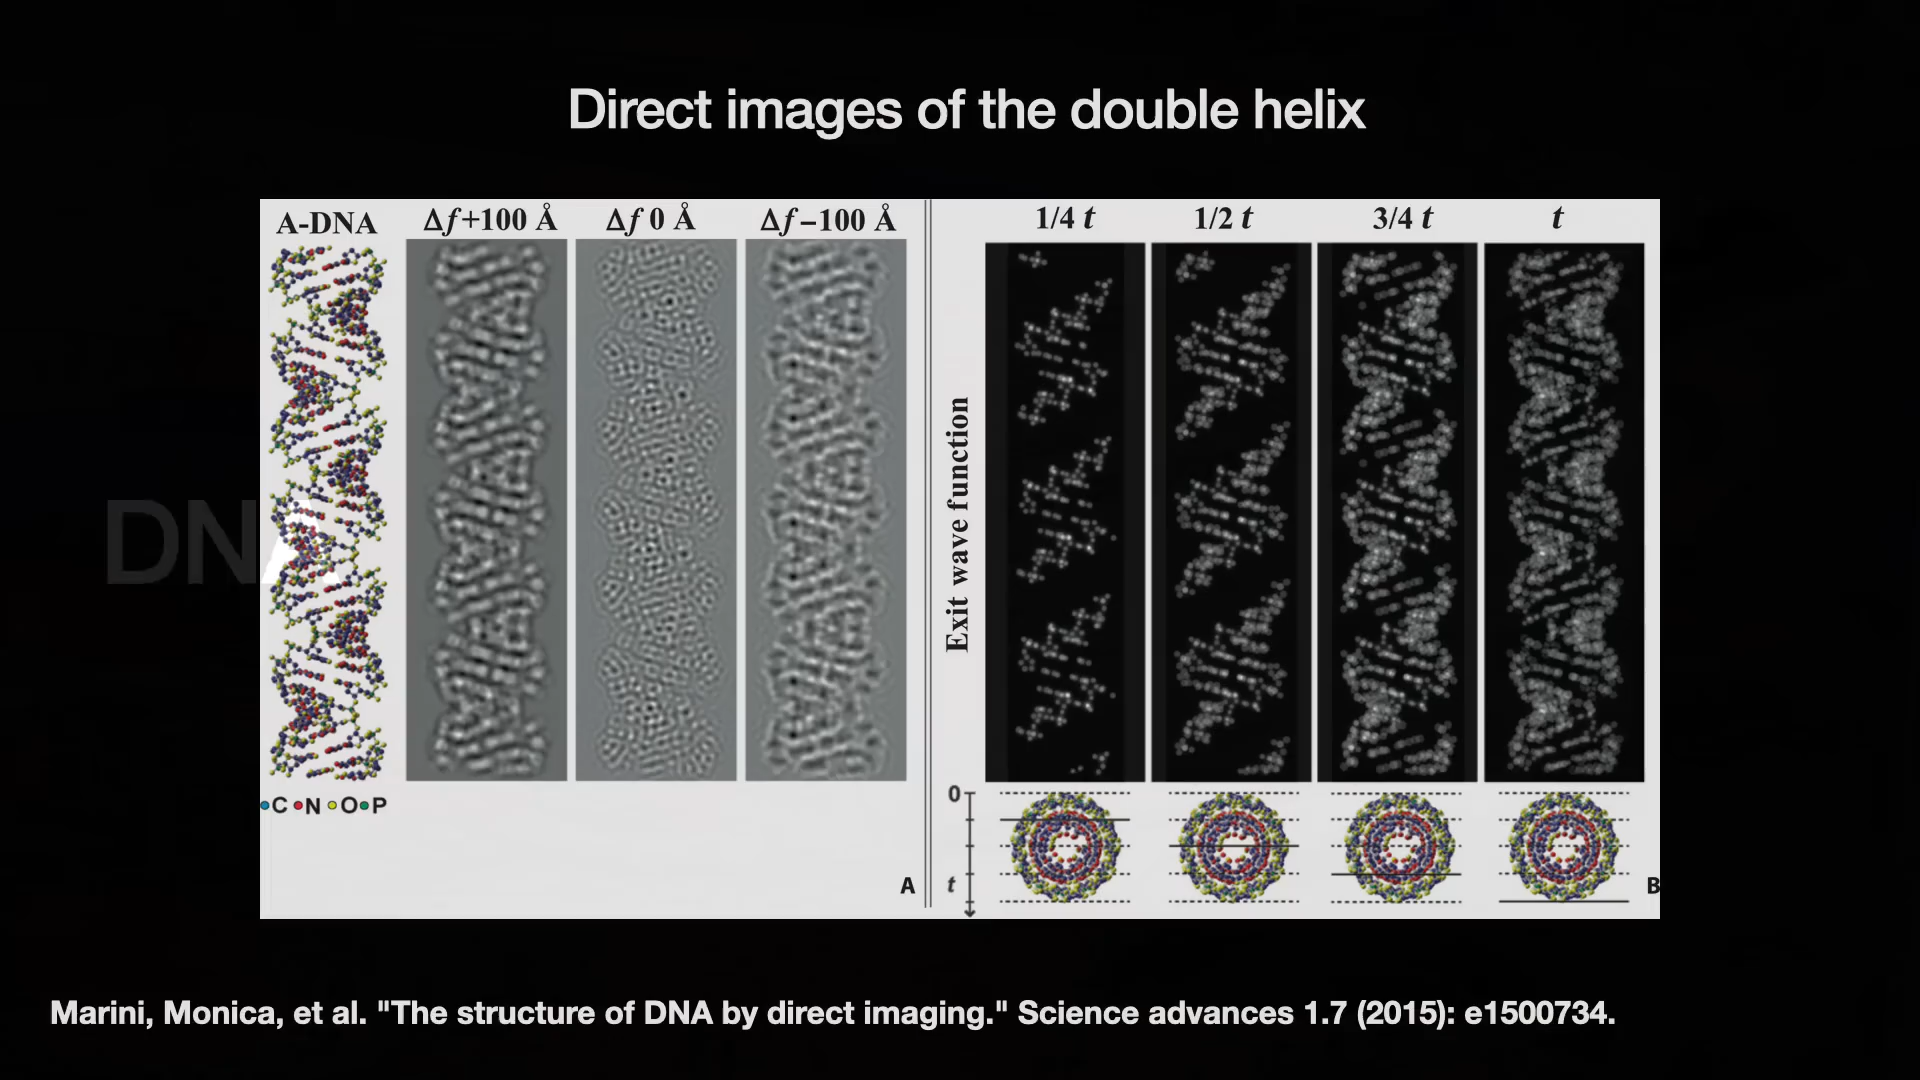 Direct images of the double helix
A-DNA
Δf+100 Å
Δf 0 Å
Δf−100 Å
1/4 t
1/2 t
3/4 t
t
DNA
Exit wave function
C N O P
0
t
A
B
Marini, Monica, et al. "The structure of DNA by direct imaging." Science advances 1.7 (2015): e1500734.